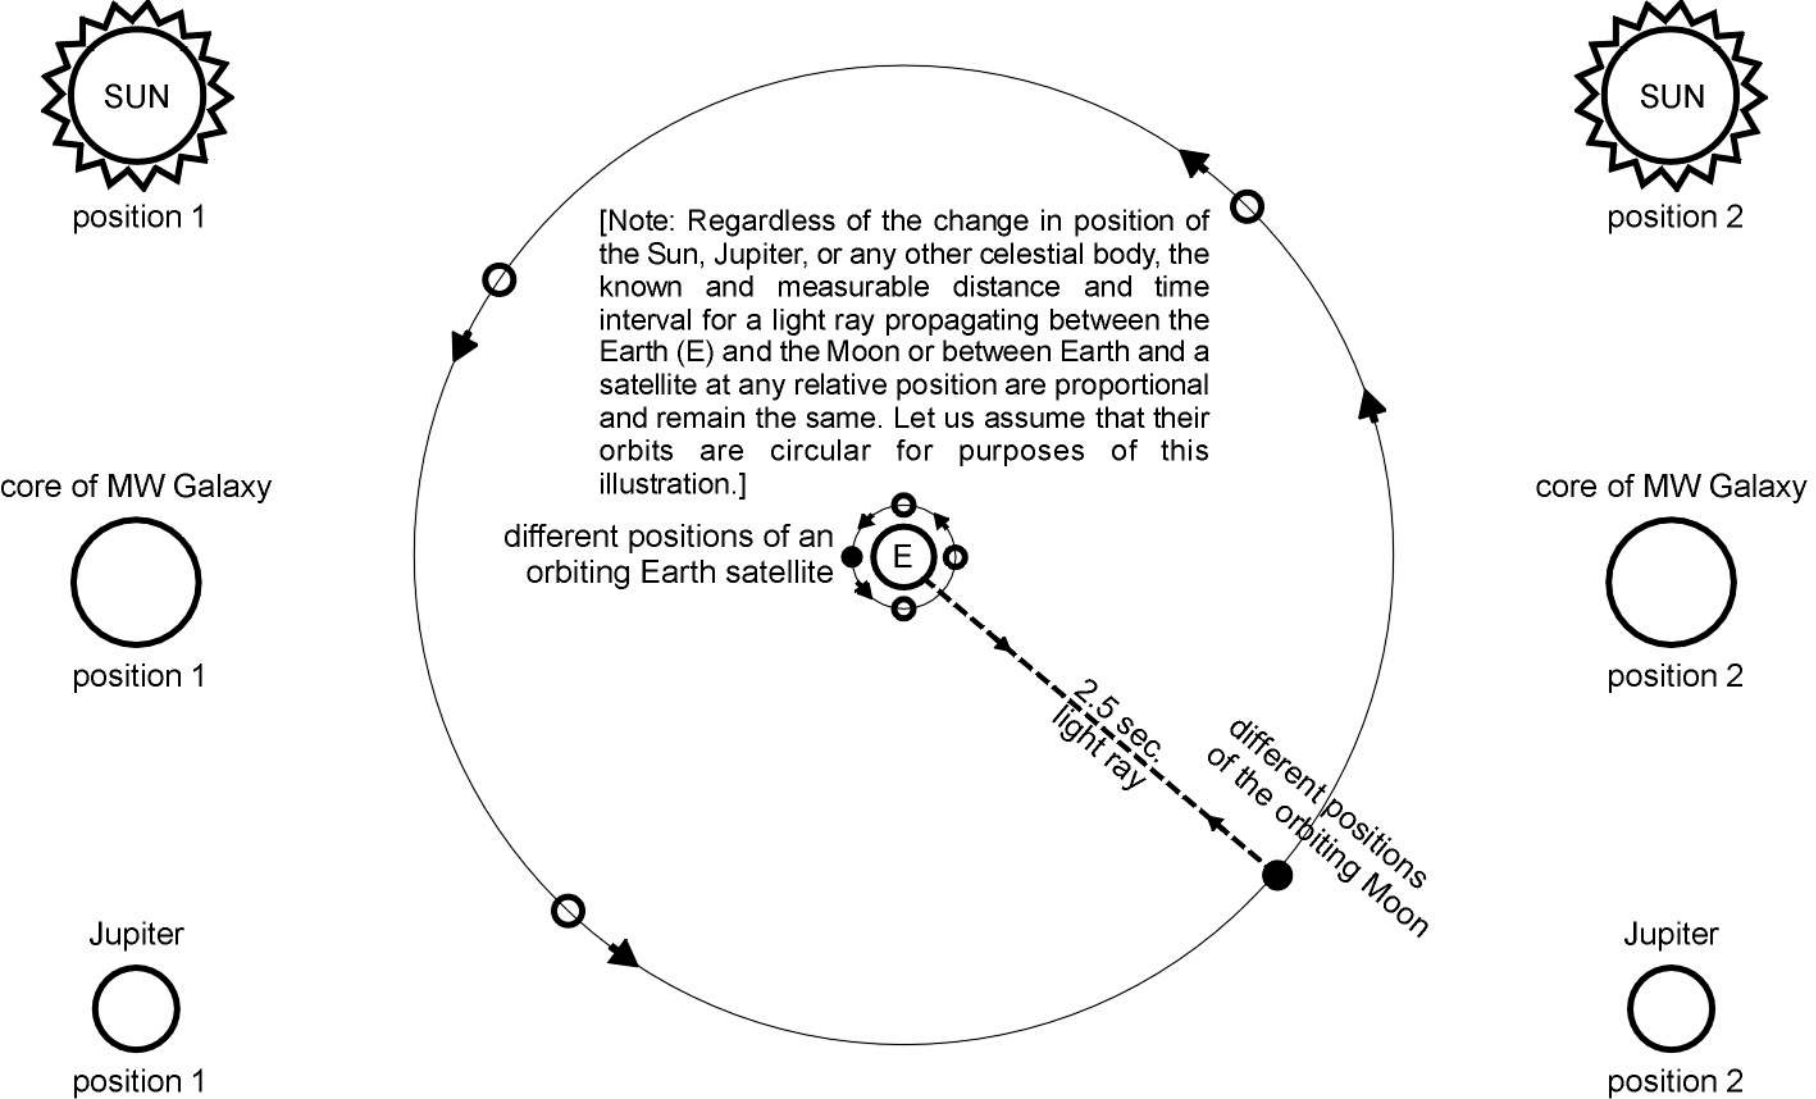 SUN
position 1
SUN
position 2
[Note: Regardless of the change in position of
the Sun, Jupiter, or any other celestial body, the
known and measurable distance and time
interval for a light ray propagating between the
Earth (E) and the Moon or between Earth and a
satellite at any relative position are proportional
and remain the same. Let us assume that their
orbits are circular for purposes of this
illustration.]
core of MW Galaxy
position 1
different positions of an
orbiting Earth satellite
E
core of MW Galaxy
position 2
2.5 sec.
light ray
different positions
of the orbiting Moon
Jupiter
position 1
Jupiter
position 2